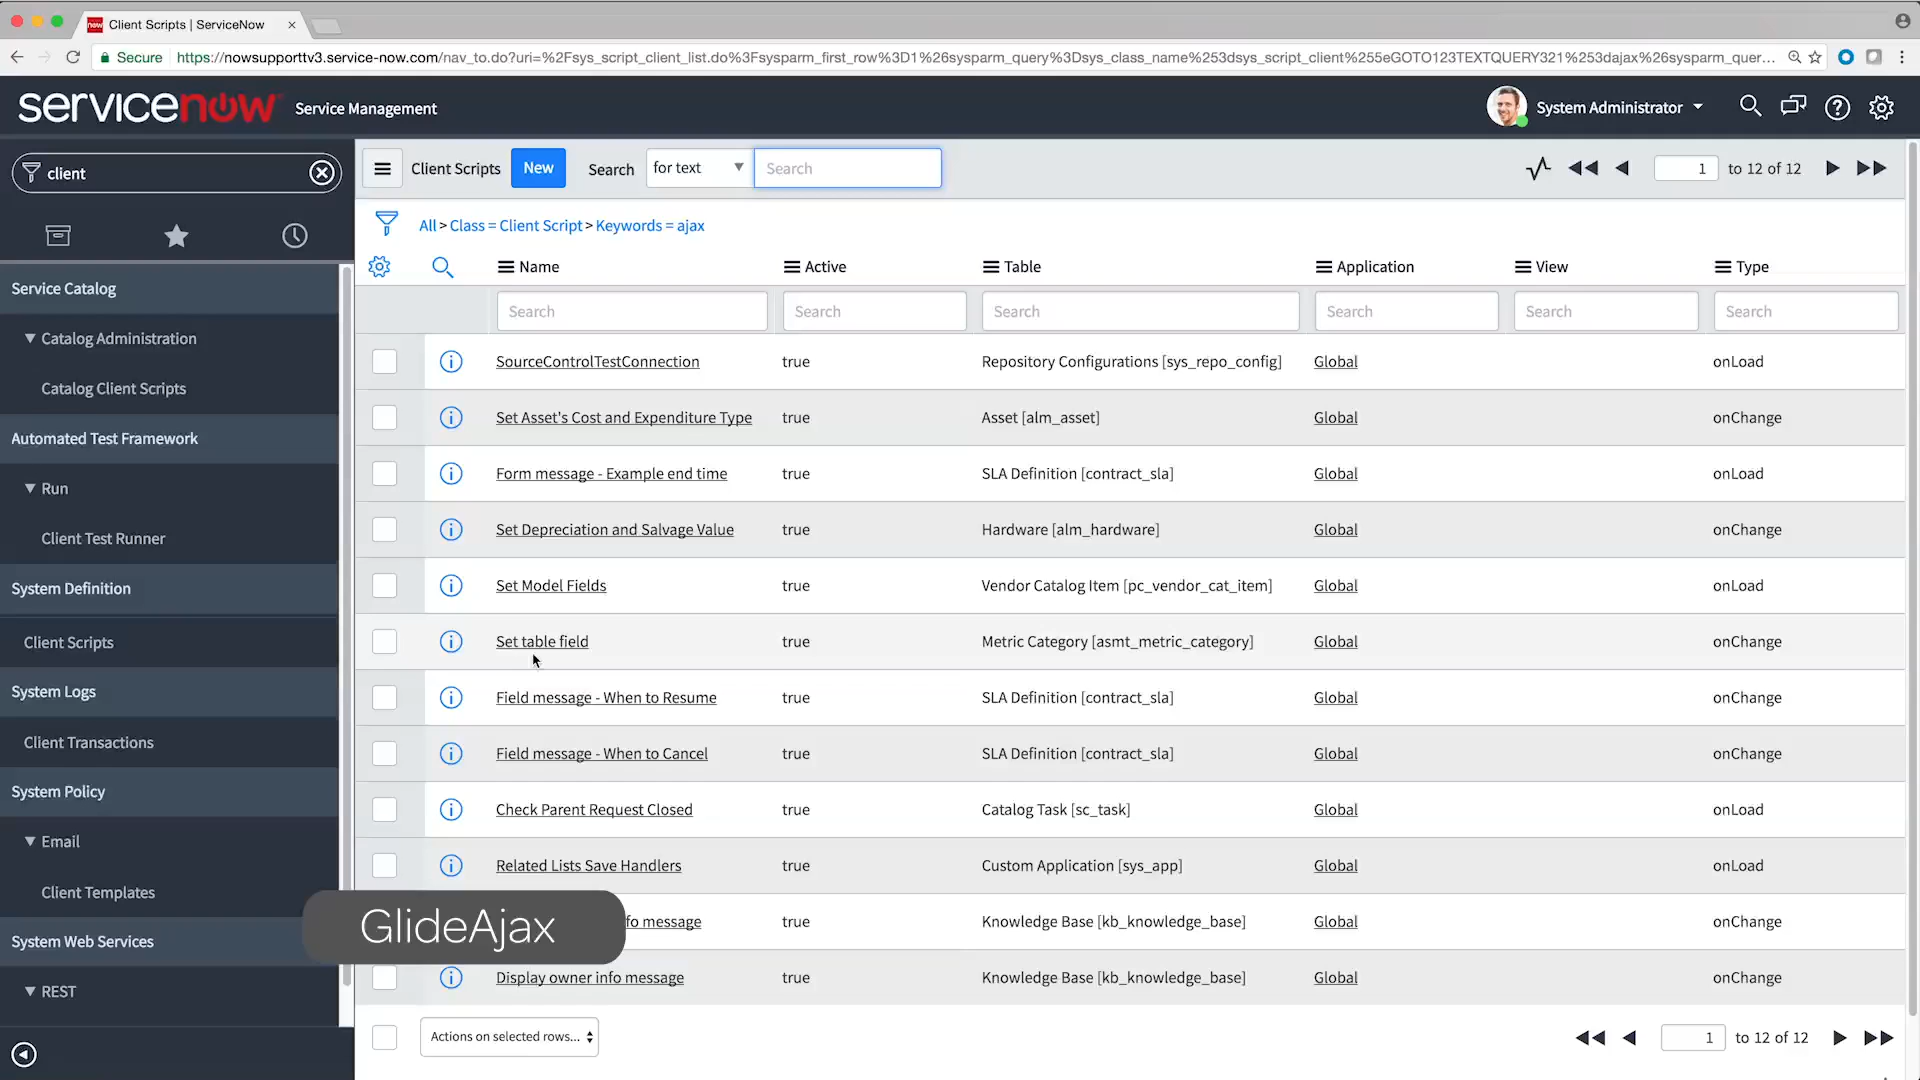 Client Scripts | ServiceNow
Secure https://nowsupporttv3.service-now.com/nav_to.do?uri=%2Fsys_script_client_list.do%3Fsysparm_first_row%3D1%26sysparm_query%3Dsys_class_name%253dsys_script_client%255eGOTO123TEXTQUERY321%253dajax%26sysparm_quer...
now
servicenow Service Management
System Administrator
client
Client Scripts New Search for text Search 1 to 12 of 12
All > Class = Client Script > Keywords = ajax
Name Active Table Application View Type
Search Search Search Search Search Search
SourceControlTestConnection true Repository Configurations [sys_repo_config] Global onLoad
Set Asset's Cost and Expenditure Type true Asset [alm_asset] Global onChange
Form message - Example end time true SLA Definition [contract_sla] Global onLoad
Set Depreciation and Salvage Value true Hardware [alm_hardware] Global onChange
Set Model Fields true Vendor Catalog Item [pc_vendor_cat_item] Global onLoad
Set table field true Metric Category [asmt_metric_category] Global onChange
Field message - When to Resume true SLA Definition [contract_sla] Global onChange
Field message - When to Cancel true SLA Definition [contract_sla] Global onChange
Check Parent Request Closed true Catalog Task [sc_task] Global onLoad
Related Lists Save Handlers true Custom Application [sys_app] Global onLoad
fo message true Knowledge Base [kb_knowledge_base] Global onChange
Display owner info message true Knowledge Base [kb_knowledge_base] Global onChange
Actions on selected rows... 1 to 12 of 12
Service Catalog
Catalog Administration
Catalog Client Scripts
Automated Test Framework
Run
Client Test Runner
System Definition
Client Scripts
System Logs
Client Transactions
System Policy
Email
Client Templates
System Web Services
REST
GlideAjax